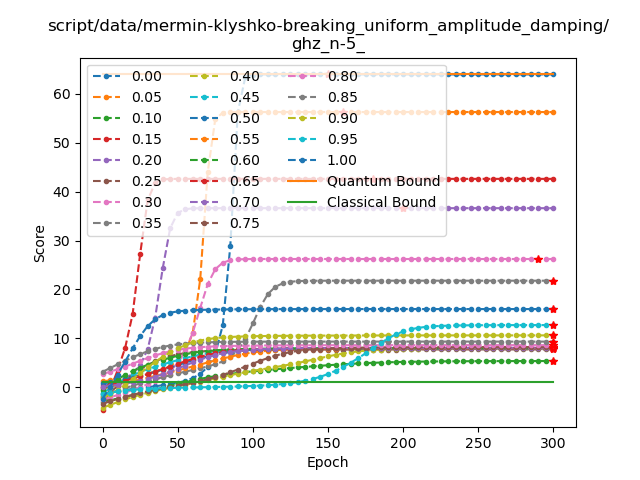 script/data/mermin-klyshko-breaking_uniform_amplitude_damping/
ghz_n-5_
0.00 0.40 0.80
0.05 0.45 0.85
0.10 0.50 0.90
0.15 0.55 0.95
0.20 0.60 1.00
0.25 0.65 Quantum Bound
0.30 0.70 Classical Bound
0.35 0.75
Score
60
50
40
30
20
10
0
0 50 100 150 200 250 300
Epoch